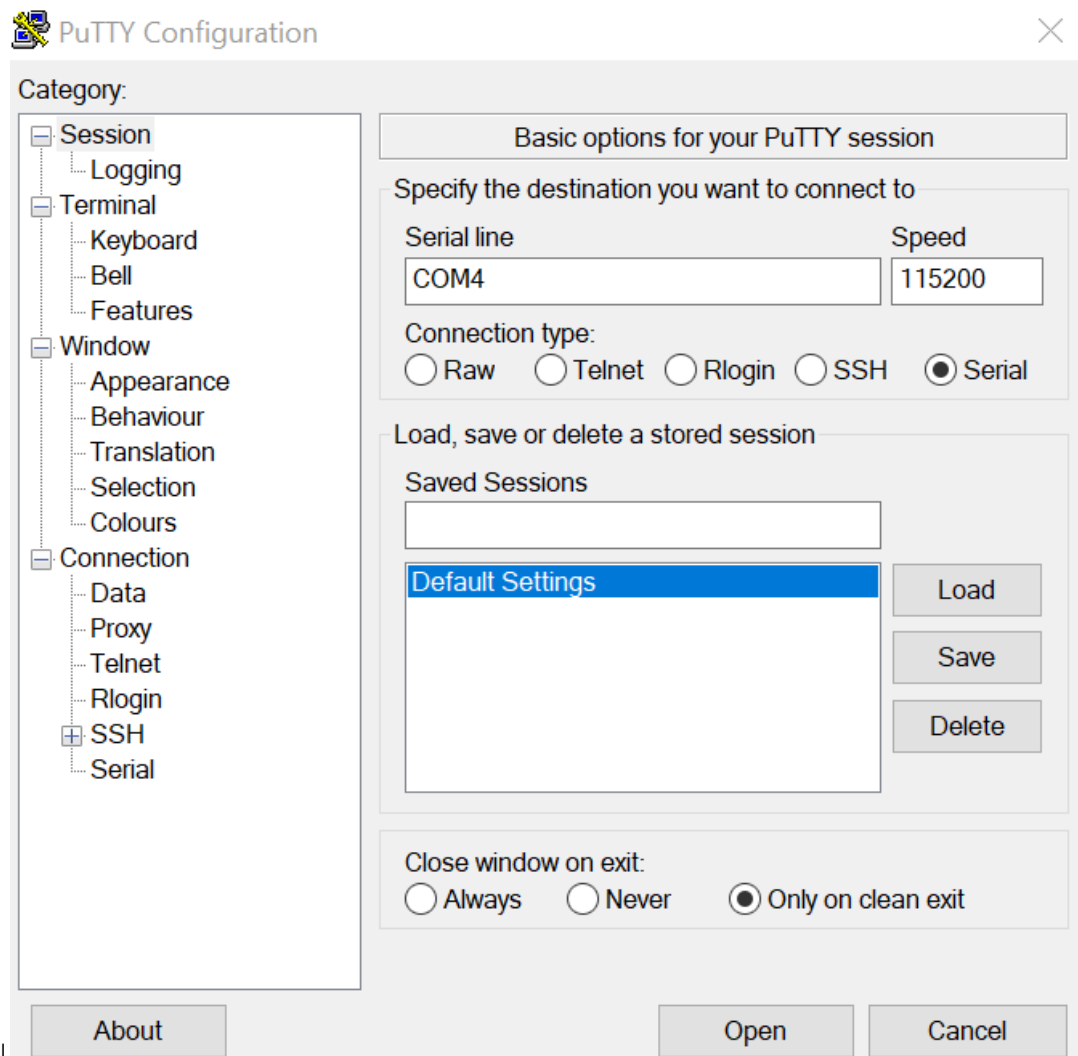 PuTTY Configuration
Category:
Session
Logging
Terminal
Keyboard
Bell
Features
Window
Appearance
Behaviour
Translation
Selection
Colours
Connection
Data
Proxy
Telnet
Rlogin
SSH
Serial
Basic options for your PuTTY session
Specify the destination you want to connect to
Serial line Speed
COM4 115200
Connection type:
Raw Telnet Rlogin SSH Serial
Load, save or delete a stored session
Saved Sessions
Default Settings
Load
Save
Delete
Close window on exit:
Always Never Only on clean exit
About Open Cancel